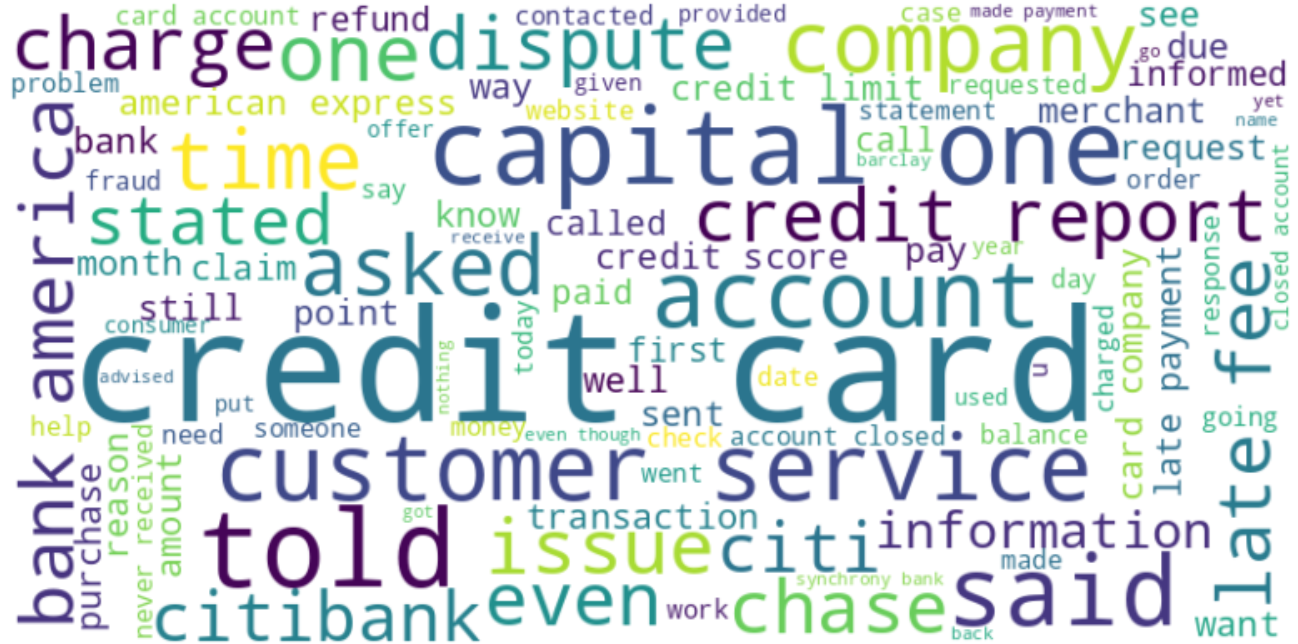 card account
refund
contacted
provided
case
made payment
see
charge
one
dispute
company
go
due
informed
problem
way
given
credit limit
requested
american express
website
statement
merchant
yet
name
bank
time
offer
capital one
call
barclay
request
fraud
say
order
stated
know
called
credit report
receive
month
claim
asked
credit score
pay
year
still
point
today
paid
account
day
response
closed account
consumer
credit card
first
advised
nothing
well
date
u
charged
card company
late payment
late fee
bank america
put
sent
used
going
help
need
someone
money
even though
check
account closed
balance
reason
never received
amount
purchase
customer service
went
told
got
transaction
issue
citi
information
made
synchrony bank
said
citibank
even
work
chase
back
want